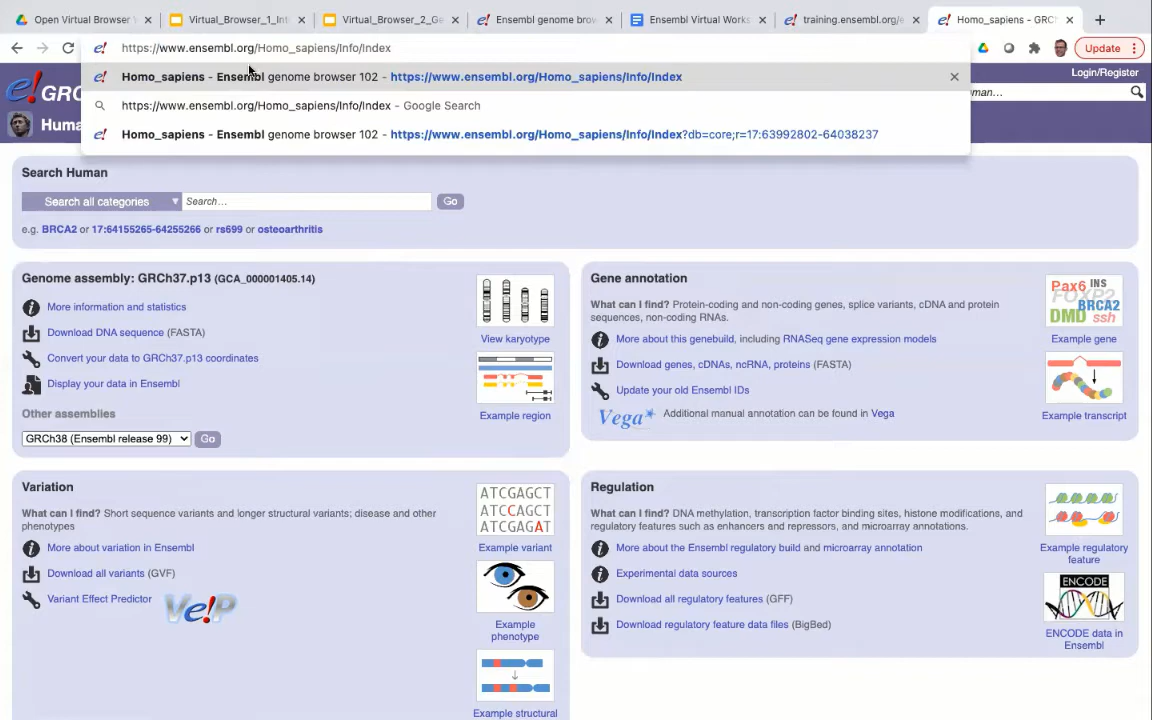 Open Virtual Browser
Virtual_Browser_1_Int
Virtual_Browser_2_Ge
Ensembl genome brow
Ensembl Virtual Works
training.ensembl.org/e
Homo_sapiens - GRC
https://www.ensembl.org/Homo_sapiens/Info/Index
Update
Homo_sapiens - Ensembl genome browser 102 - https://www.ensembl.org/Homo_sapiens/Info/Index
https://www.ensembl.org/Homo_sapiens/Info/Index - Google Search
Homo_sapiens - Ensembl genome browser 102 - https://www.ensembl.org/Homo_sapiens/Info/Index?db=core;r=17:63992802-64038237
Login/Register
e! GRC
man...
Huma
Search Human
Search all categories
Search...
Go
e.g. BRCA2 or 17:64155265-64255266 or rs699 or osteoarthritis
Genome assembly: GRCh37.p13 (GCA_000001405.14)
More information and statistics
Download DNA sequence (FASTA)
Convert your data to GRCh37.p13 coordinates
Display your data in Ensembl
Other assemblies
GRCh38 (Ensembl release 99)
Go
View karyotype
Example region
Gene annotation
What can I find? Protein-coding and non-coding genes, splice variants, cDNA and protein
sequences, non-coding RNAs.
More about this genebuild, including RNASeq gene expression models
Download genes, cDNAs, ncRNA, proteins (FASTA)
Update your old Ensembl IDs
Vega
Additional manual annotation can be found in Vega
Pax6 INS
FOXP2
BRCA2
DMD ssh
Example gene
Example transcript
Variation
What can I find? Short sequence variants and longer structural variants; disease and other
phenotypes
More about variation in Ensembl
Download all variants (GVF)
Variant Effect Predictor
Ve!P
ATCGAGCT
ATCCAGCT
ATCGAGAT
Example variant
Example
phenotype
Example structural
Regulation
What can I find? DNA methylation, transcription factor binding sites, histone modifications, and
regulatory features such as enhancers and repressors, and microarray annotations.
More about the Ensembl regulatory build and microarray annotation
Experimental data sources
Download all regulatory features (GFF)
Download regulatory feature data files (BigBed)
Example regulatory
feature
ENCODE
ENCODE data in
Ensembl